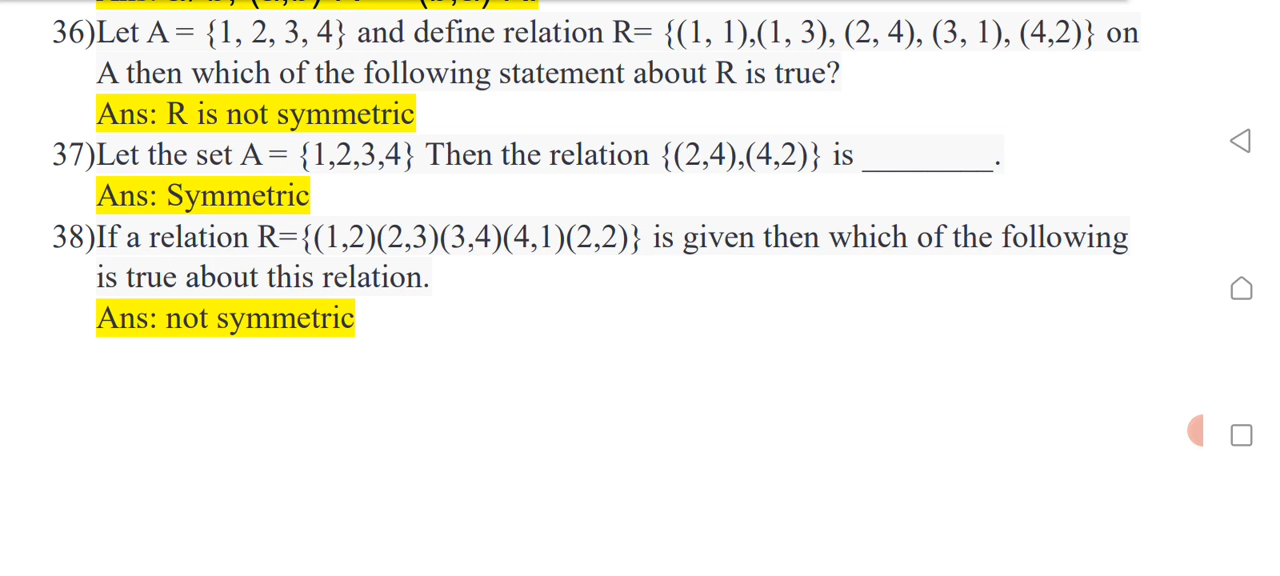 36)Let A = {1, 2, 3, 4} and define relation R= {(1, 1),(1, 3), (2, 4), (3, 1), (4,2)} on
A then which of the following statement about R is true?
Ans: R is not symmetric
37)Let the set A = {1,2,3,4} Then the relation {(2,4),(4,2)} is ________.
Ans: Symmetric
38)If a relation R={(1,2)(2,3)(3,4)(4,1)(2,2)} is given then which of the following
is true about this relation.
Ans: not symmetric